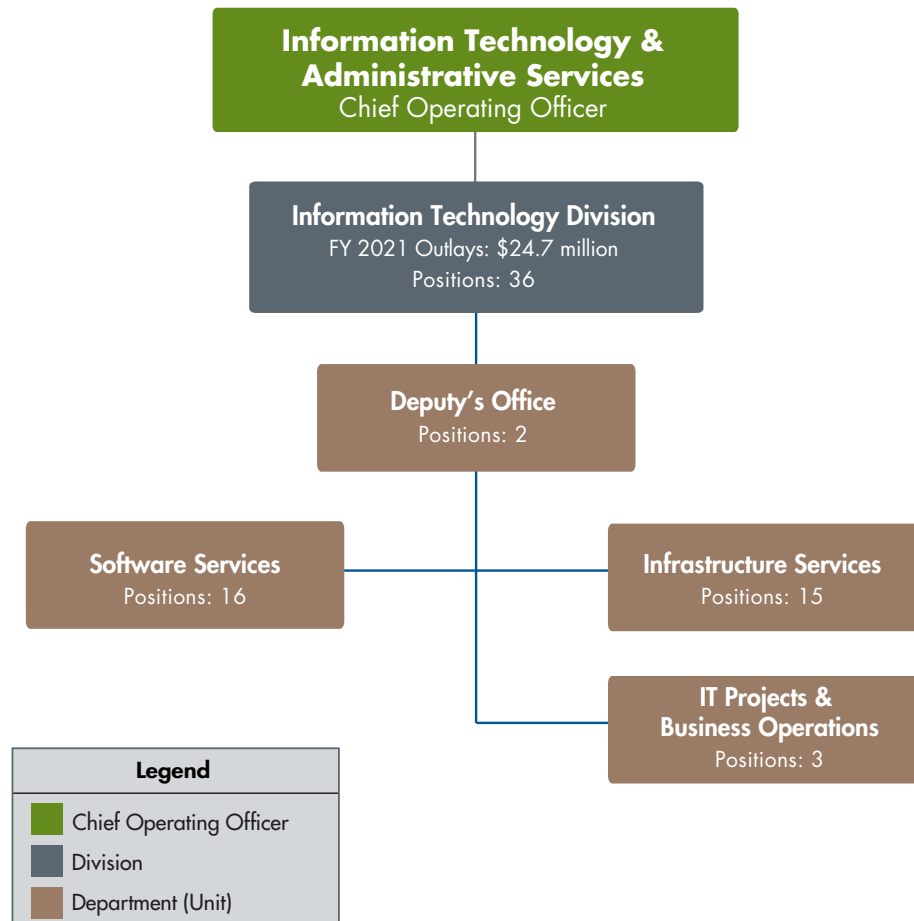 Information Technology &
Administrative Services
Chief Operating Officer
Information Technology Division
FY 2021 Outlays: $24.7 million
Positions: 36
Deputy’s Office
Positions: 2
Software Services
Positions: 16
Infrastructure Services
Positions: 15
IT Projects &
Business Operations
Positions: 3
Legend
Chief Operating Officer
Division
Department (Unit)